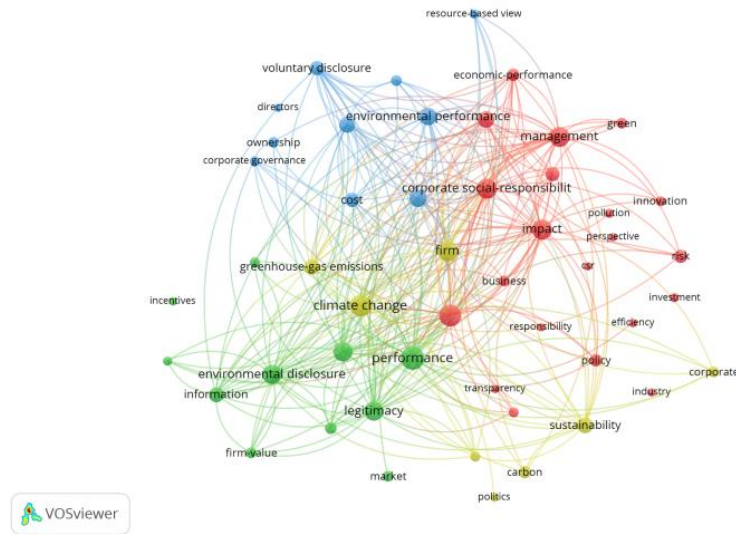 resource-based view
voluntary disclosure
economic-performance
directors
environmental performance
green
management
ownership
corporate governance
corporate social-responsibilit
cost
innovation
pollution
impact
perspective
firm
risk
greenhouse-gas emissions
csr
business
incentives
climate change
investment
responsibility
efficiency
performance
policy
environmental disclosure
corporate
transparency
industry
information
legitimacy
sustainability
firm-value
market
carbon
politics
VOSviewer